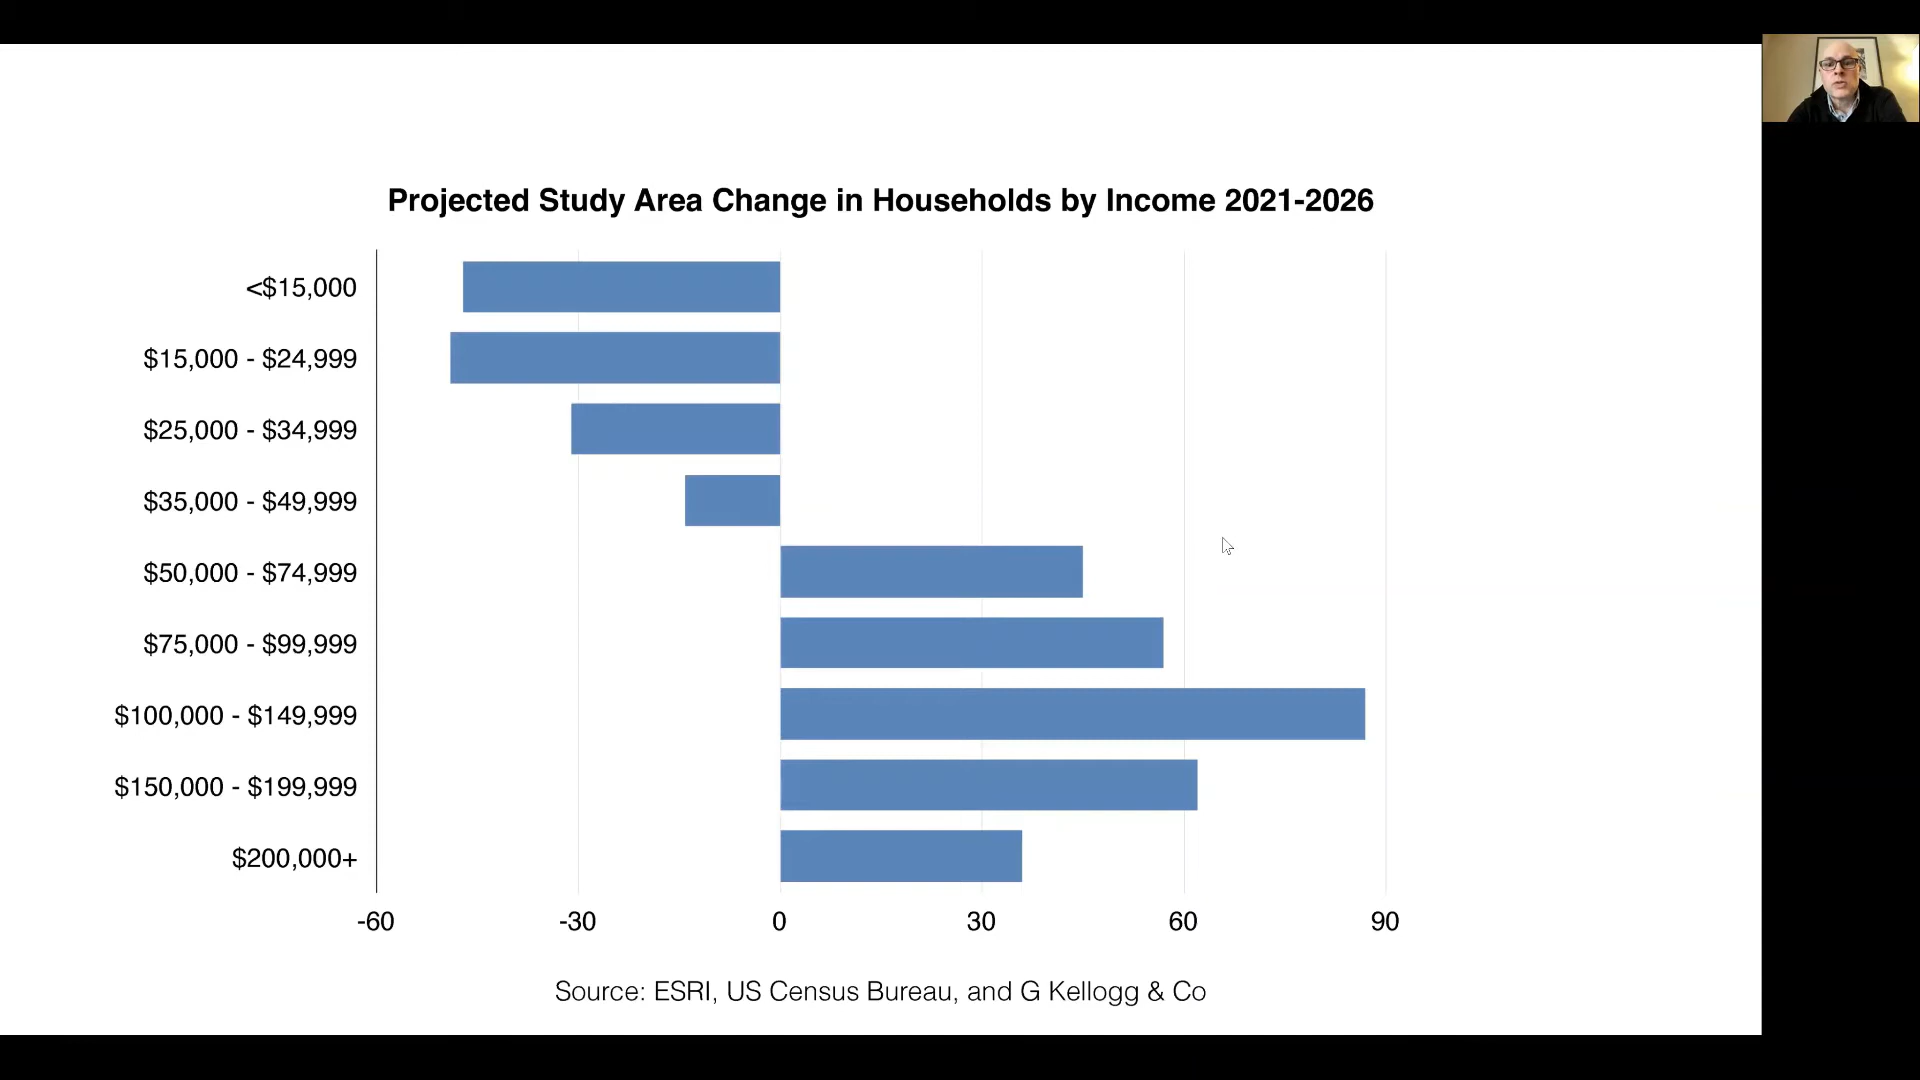 Projected Study Area Change in Households by Income 2021-2026
<$15,000
$15,000 - $24,999
$25,000 - $34,999
$35,000 - $49,999
$50,000 - $74,999
$75,000 - $99,999
$100,000 - $149,999
$150,000 - $199,999
$200,000+
-60 -30 0 30 60 90
Source: ESRI, US Census Bureau, and G Kellogg & Co